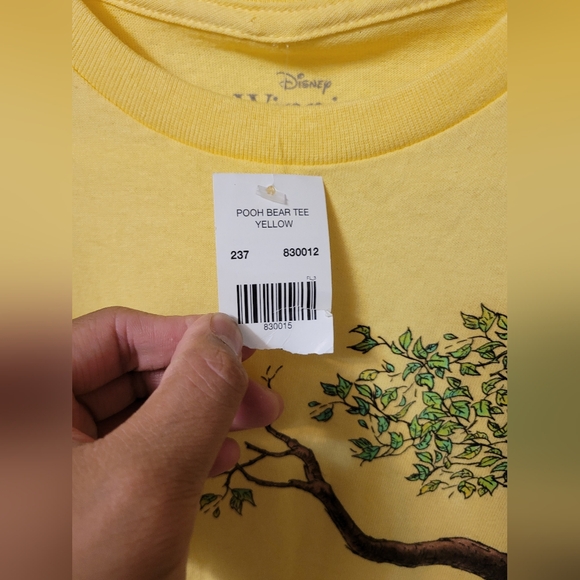 Disney
POOH BEAR TEE
YELLOW
237 830012
830015